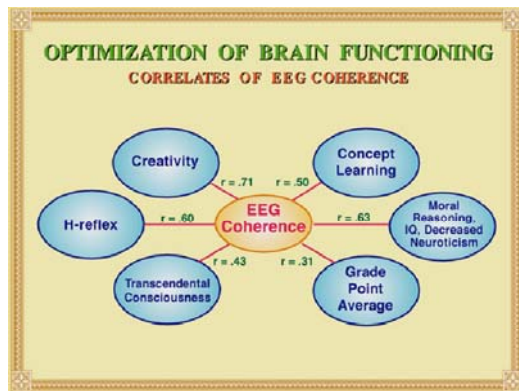 OPTIMIZATION OF BRAIN FUNCTIONING
CORRELATES OF EEG COHERENCE
Creativity
Concept
Learning
r = .71
r = .50
H-reflex
r = .60
EEG
Coherence
r = .63
Moral
Reasoning,
IQ, Decreased
Neuroticism
r = .43
r = .31
Transcendental
Consciousness
Grade
Point
Average